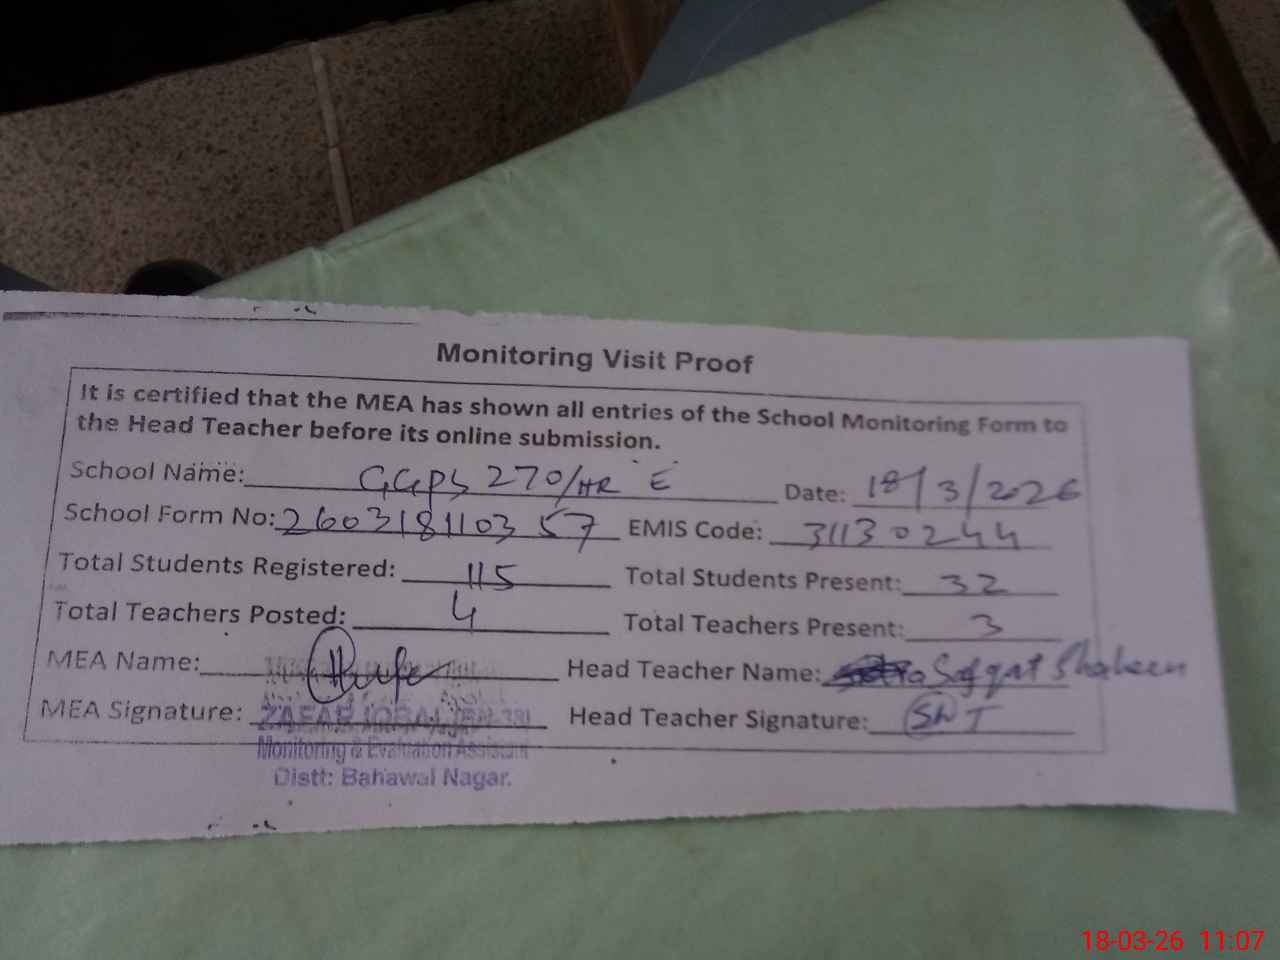 Monitoring Visit Proof
It is certified that the MEA has shown all entries of the School Monitoring Form to
the Head Teacher before its online submission.
School Name: GGPS 270/HR E Date: 18/3/2026
School Form No: 260318110357 EMIS Code: 31130244
Total Students Registered: 115 Total Students Present: 32
Total Teachers Posted: 4 Total Teachers Present: 3
MEA Name: Head Teacher Name: Safqat Shaheen
MEA Signature: ZAFAR IQBAL Head Teacher Signature:
Monitoring & Evaluation Assistant
Distt: Bahawal Nagar.
18-03-26 11:07